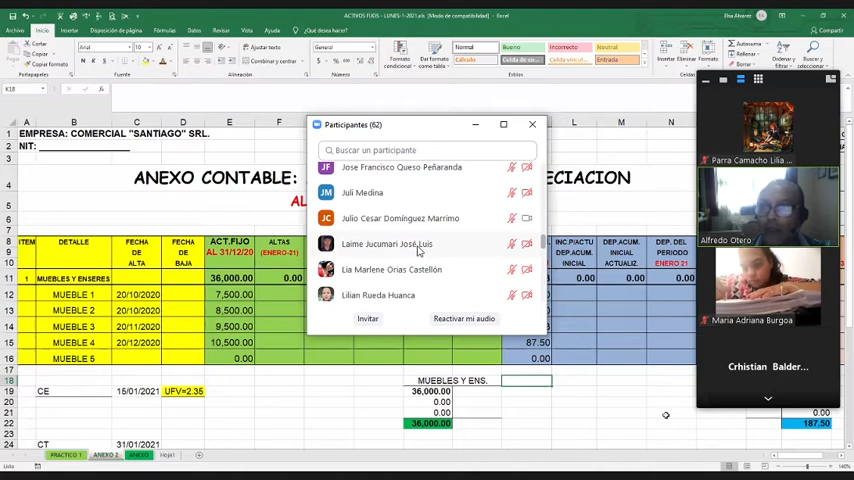 ACTIVOS FIJOS - LUNES-1-2021.xls [Modo de compatibilidad] - Excel
Elsa Alvarez
Archivo Inicio Insertar Disposición de página Fórmulas Datos Revisar Vista Ayuda ¿Qué desea hacer? Compartir
Cortar
Copiar
Copiar formato
Portapapeles
Arial 10
Fuente
Ajustar texto
Combinar y centrar
Alineación
General
Número
Formato condicional
Dar formato como tabla
Normal Bueno Incorrecto Neutral
Cálculo Celda de co... Celda vincul... Entrada
Estilos
Insertar Eliminar Formato
Celdas
Autosuma
Rellenar
Borrar
Ordenar y filtrar
Buscar y
K18
A B C D E F L M N
EMPRESA: COMERCIAL "SANTIAGO" SRL.
NIT:
ANEXO CONTABLE:
ITEM DETALLE FECHA DE ALTA FECHA DE BAJA ACT.FIJO AL 31/12/20 ALTAS (ENERO-21) INC.P/ACTU DEP.ACUM. INICIAL DEP.ACUM. INICIAL ACTUALIZ. DEP. DEL PERIODO ENERO 21
1 MUEBLES Y ENSERES 36,000.00 0.00 0.00 0.00
MUEBLE 1 20/10/2020 7,500.00
MUEBLE 2 20/10/2020 8,500.00
MUEBLE 3 20/10/2020 9,500.00
MUEBLE 4 20/12/2020 10,500.00 87.50
MUEBLE 5 0.00 0.00
MUEBLES Y ENS.
CE 15/01/2021 UFV=2.35 36,000.00
0.00
0.00 0.00
36,000.00 187.50
CT 31/01/2021
PRACTICO 1 ANEXO 2 ANEXO Hoja1
Listo
140%
Participantes (62)
Buscar un participante
JF Jose Francisco Queso Peñaranda
JM Juli Medina
JC Julio Cesar Domínguez Marrimo
Laime Jucumari José Luis
Lia Marlene Orias Castellón
Lilian Rueda Huanca
Invitar Reactivar mi audio
Parra Camacho Lilia ...
Alfredo Otero
Maria Adriana Burgoa
Crhistian Balder...